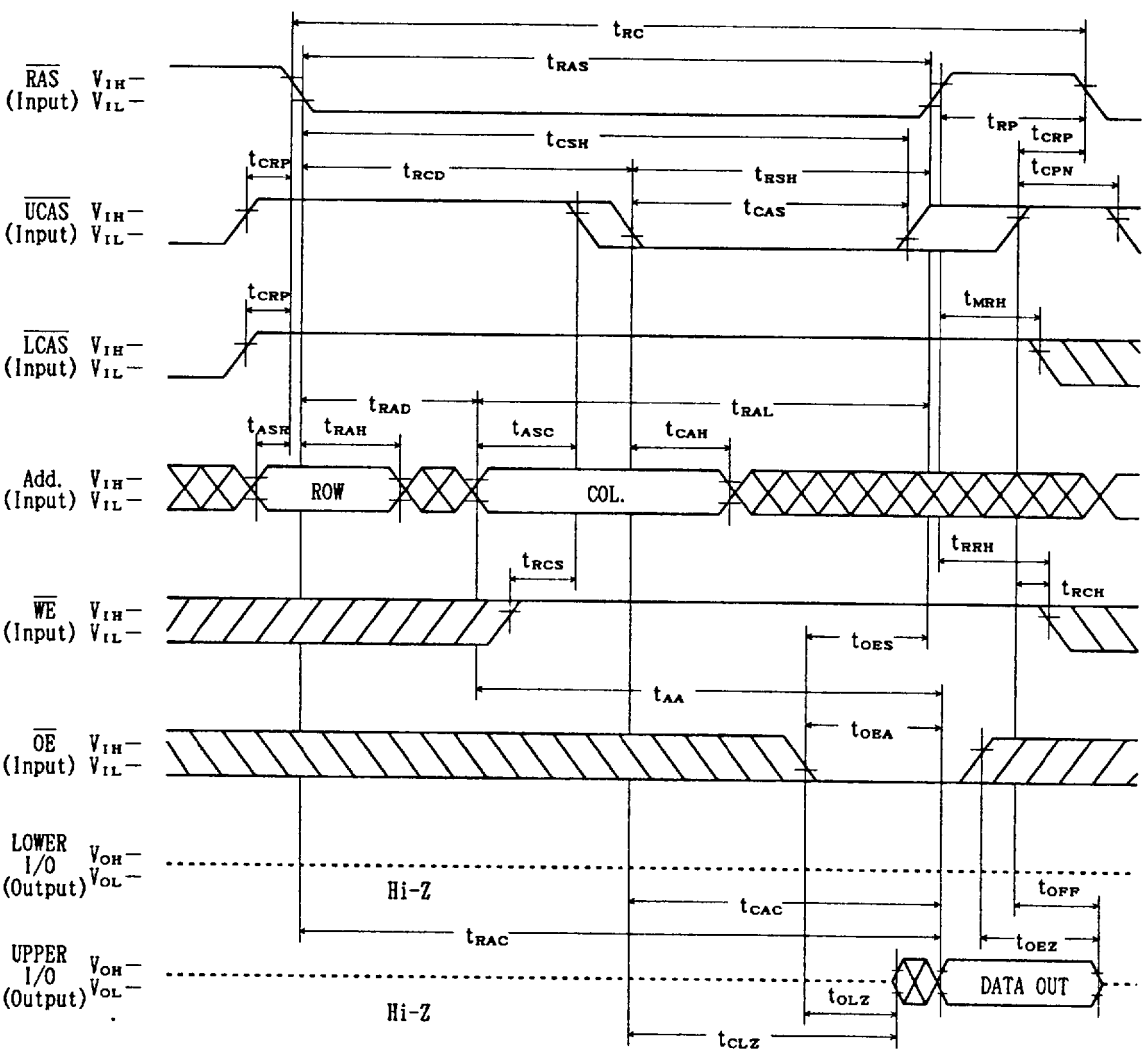 tRC
tRAS
RAS VIH—
(Input) VIL—
tRP
tCSH
tCRP
tCRP
tRCD
tRSH
tCPN
UCAS VIH—
(Input) VIL—
tCAS
tCRP
tMRH
LCAS VIH—
(Input) VIL—
tRAD
tRAL
tASR
tRAH
tASC
tCAH
Add. VIH—
(Input) VIL—
ROW
COL.
tRRH
tRCS
tRCH
WE VIH—
(Input) VIL—
tOES
tAA
tOEA
OE VIH—
(Input) VIL—
LOWER
I/O VOH—
(Output) VOL—
Hi-Z
tOFF
tCAC
tRAC
tOEZ
UPPER
I/O VOH—
(Output) VOL—
DATA OUT
Hi-Z
tOLZ
tCLZ